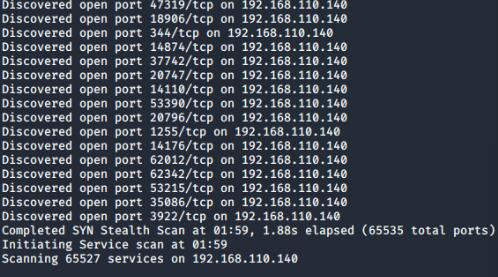 Discovered open port 47319/tcp on 192.168.110.140
Discovered open port 18906/tcp on 192.168.110.140
Discovered open port 344/tcp on 192.168.110.140
Discovered open port 14874/tcp on 192.168.110.140
Discovered open port 37742/tcp on 192.168.110.140
Discovered open port 20747/tcp on 192.168.110.140
Discovered open port 14110/tcp on 192.168.110.140
Discovered open port 53390/tcp on 192.168.110.140
Discovered open port 20796/tcp on 192.168.110.140
Discovered open port 1255/tcp on 192.168.110.140
Discovered open port 14176/tcp on 192.168.110.140
Discovered open port 62012/tcp on 192.168.110.140
Discovered open port 62342/tcp on 192.168.110.140
Discovered open port 53215/tcp on 192.168.110.140
Discovered open port 35086/tcp on 192.168.110.140
Discovered open port 3922/tcp on 192.168.110.140
Completed SYN Stealth Scan at 01:59, 1.88s elapsed (65535 total ports)
Initiating Service scan at 01:59
Scanning 65527 services on 192.168.110.140